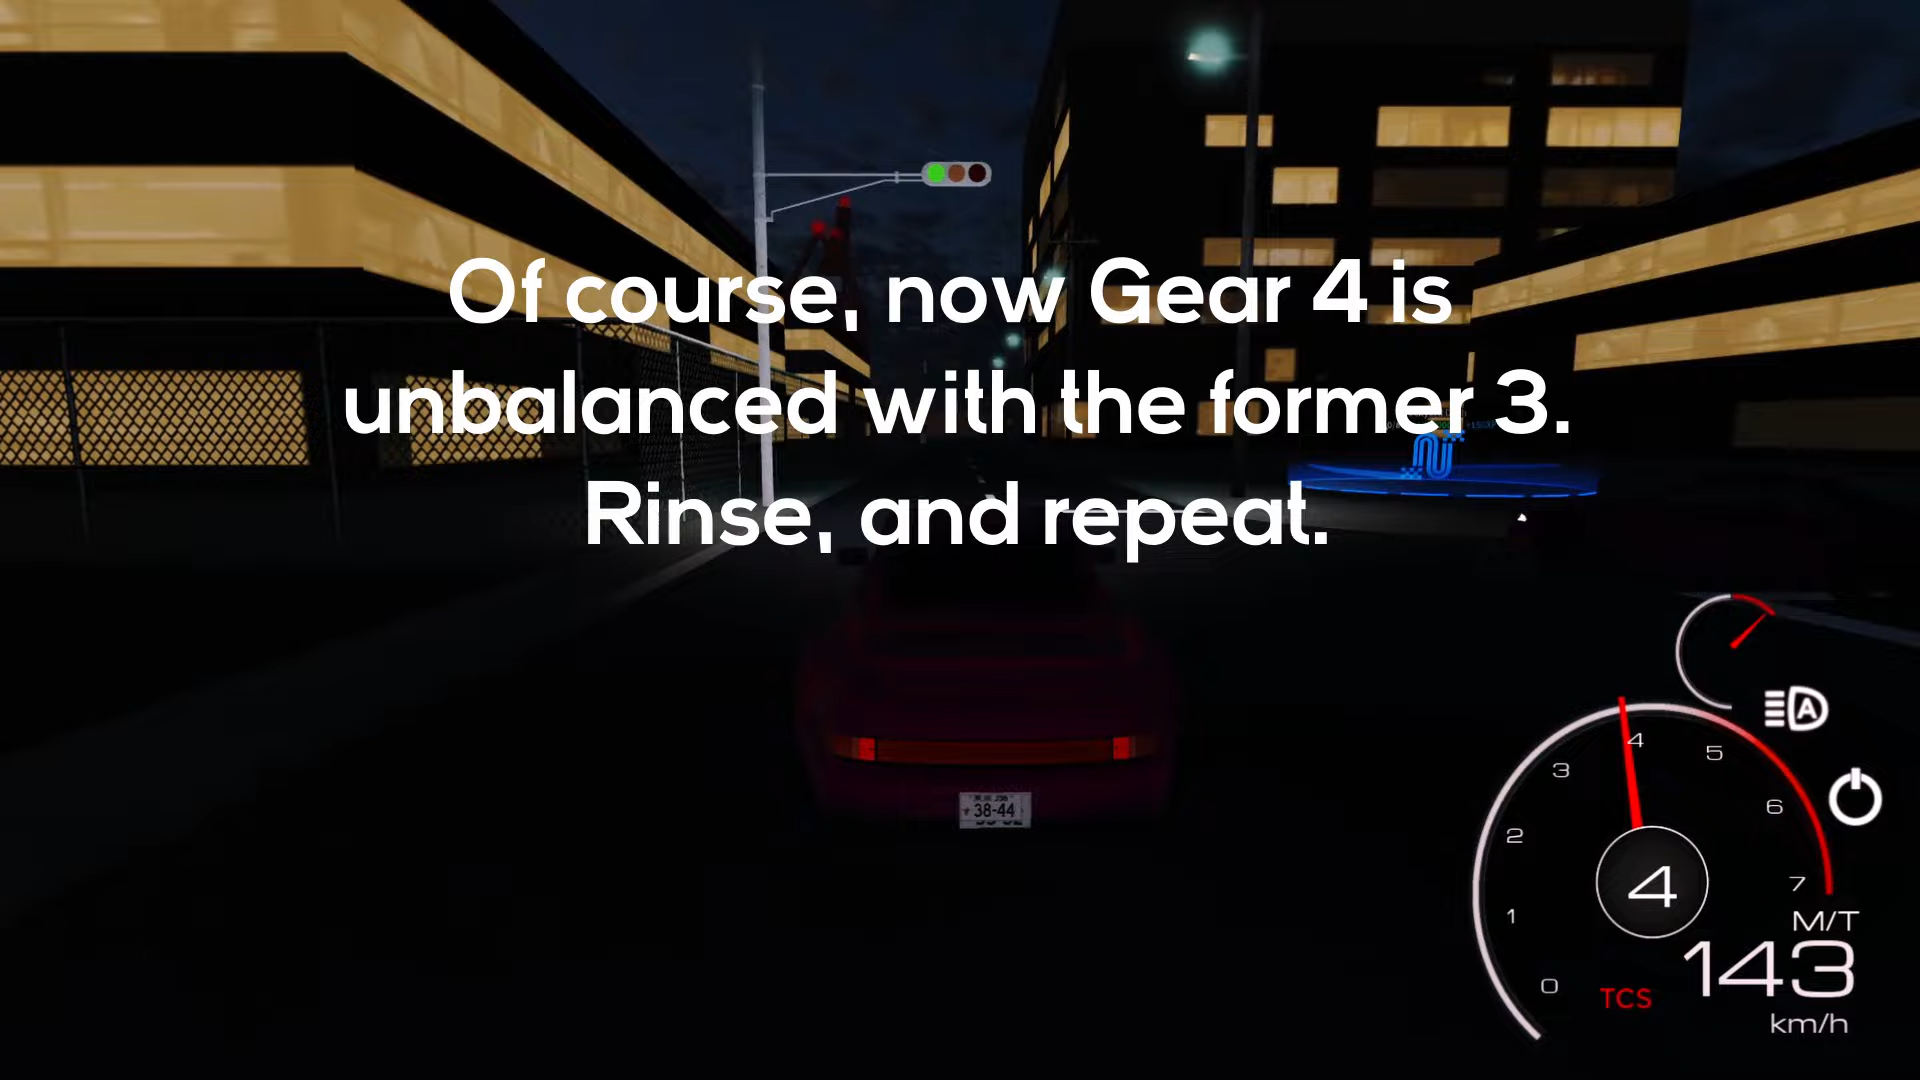 Of course, now Gear 4 is
unbalanced with the former 3.
Rinse, and repeat.
38-44
A
0
1
2
3
4
5
6
7
4
M/T
143
TCS
km/h